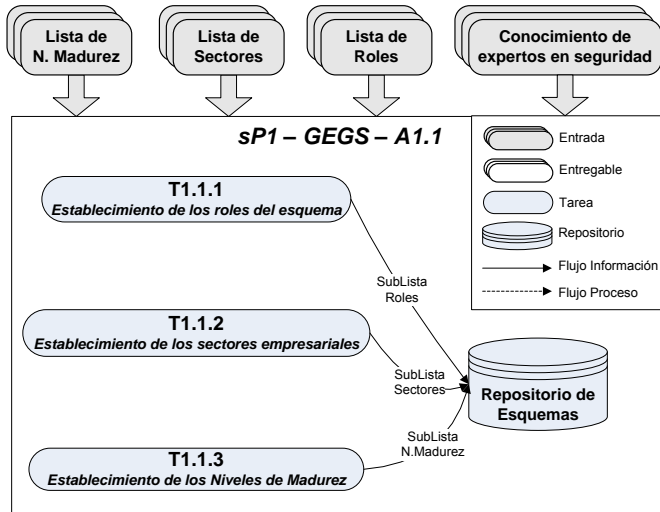 Lista de
N. Madurez
Lista de
Sectores
Lista de
Roles
Conocimiento de
expertos en seguridad
sP1 – GEGS – A1.1
Entrada
Entregable
Tarea
Repositorio
Flujo Información
Flujo Proceso
T1.1.1
Establecimiento de los roles del esquema
SubLista
Roles
T1.1.2
Establecimiento de los sectores empresariales
SubLista
Sectores
Repositorio de
Esquemas
SubLista
N.Madurez
T1.1.3
Establecimiento de los Niveles de Madurez